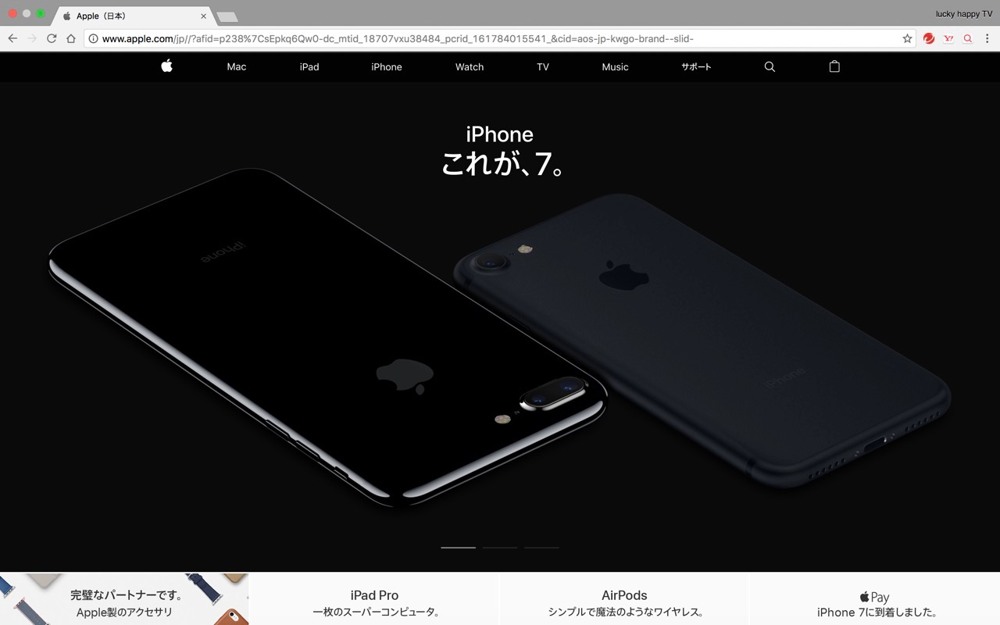 Apple（日本）
lucky happy TV
www.apple.com/jp//?afid=p238%7CsEpkq6Qw0-dc_mtid_18707vxu38484_pcrid_161784015541_&cid=aos-jp-kwgo-brand--slid-
Mac iPad iPhone Watch TV Music サポート
iPhone
これが、7。
iPhone
iPhone
完璧なパートナーです。
Apple製のアクセサリ
iPad Pro
一枚のスーパーコンピュータ。
AirPods
シンプルで魔法のようなワイヤレス。
Pay
iPhone 7に到着しました。